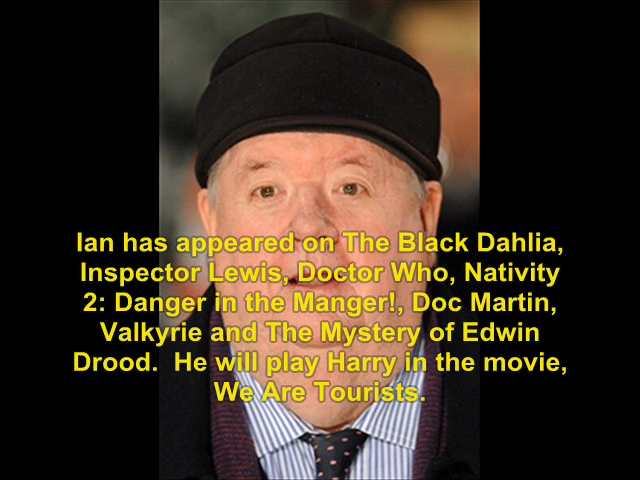 Ian has appeared on The Black Dahlia,
Inspector Lewis, Doctor Who, Nativity
2: Danger in the Manger!, Doc Martin,
Valkyrie and The Mystery of Edwin
Drood.  He will play Harry in the movie,
We Are Tourists.